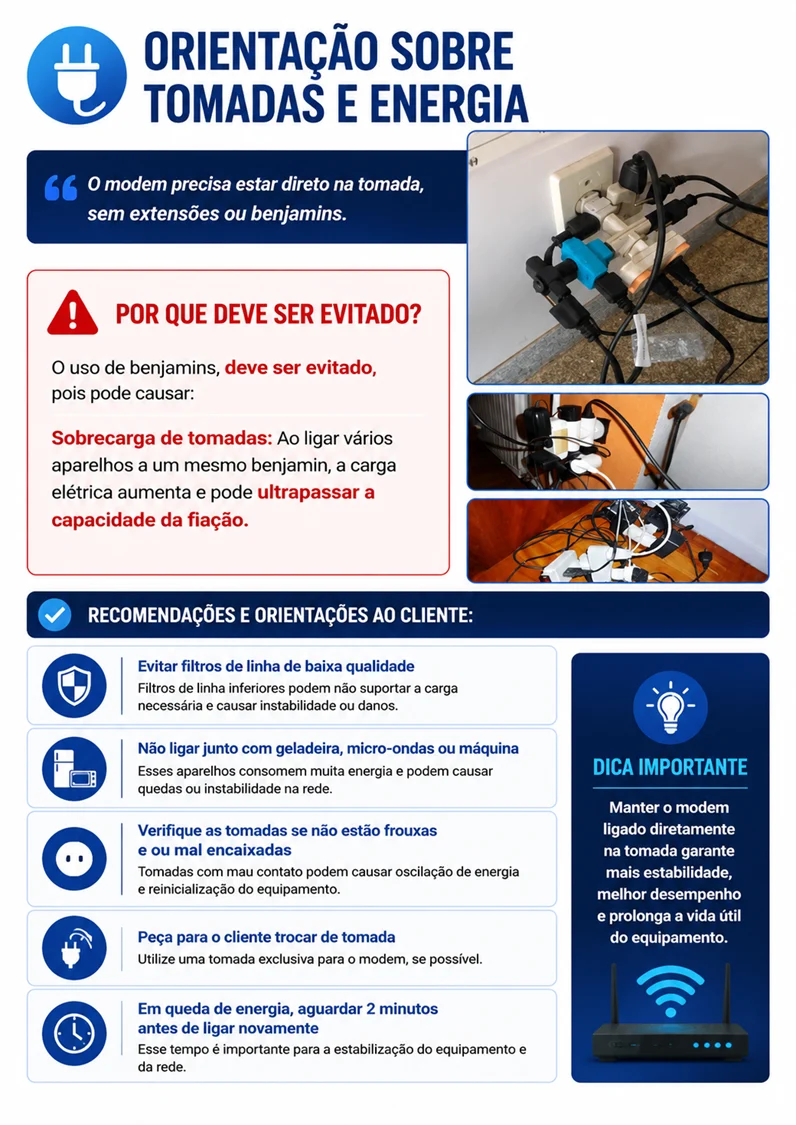 ORIENTAÇÃO SOBRE
TOMADAS E ENERGIA
“ O modem precisa estar direto na tomada,
sem extensões ou benjamins.
POR QUE DEVE SER EVITADO?
O uso de benjamins, deve ser evitado,
pois pode causar:
Sobrecarga de tomadas: Ao ligar vários
aparelhos a um mesmo benjamin, a carga
elétrica aumenta e pode ultrapassar a
capacidade da fiação.
RECOMENDAÇÕES E ORIENTAÇÕES AO CLIENTE:
Evitar filtros de linha de baixa qualidade
Filtros de linha inferiores podem não suportar a carga
necessária e causar instabilidade ou danos.
Não ligar junto com geladeira, micro-ondas ou máquina
Esses aparelhos consomem muita energia e podem causar
quedas ou instabilidade na rede.
Verifique as tomadas se não estão frouxas
e ou mal encaixadas
Tomadas com mau contato podem causar oscilação de energia
e reinicialização do equipamento.
Peça para o cliente trocar de tomada
Utilize uma tomada exclusiva para o modem, se possível.
Em queda de energia, aguardar 2 minutos
antes de ligar novamente
Esse tempo é importante para a estabilização do equipamento e
da rede.
DICA IMPORTANTE
Manter o modem
ligado diretamente
na tomada garante
mais estabilidade,
melhor desempenho
e prolonga a vida útil
do equipamento.